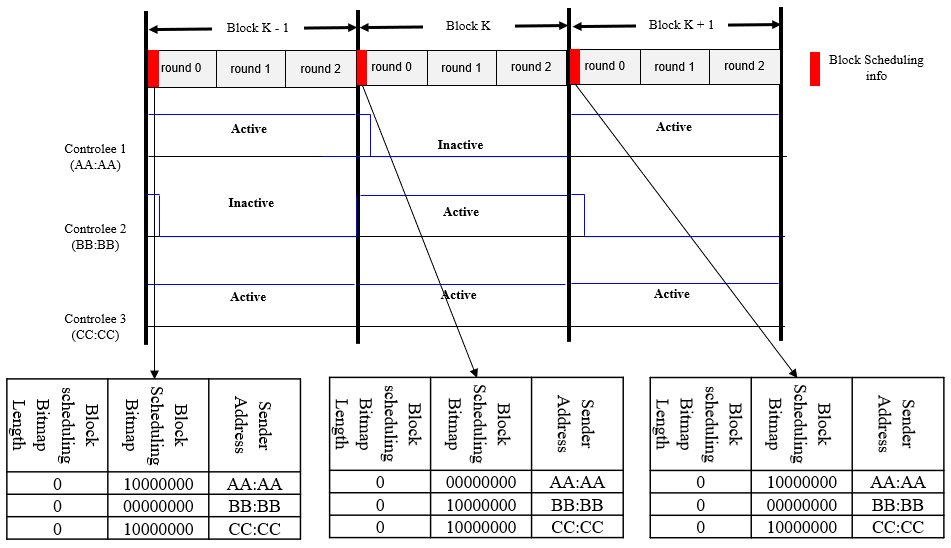 Block K - 1
Block K
Block K + 1
round 0
round 1
round 2
round 0
round 1
round 2
round 0
round 1
round 2
Block Scheduling
info
Controlee 1
(AA:AA)
Active
Inactive
Active
Controlee 2
(BB:BB)
Inactive
Active
Controlee 3
(CC:CC)
Active
Active
Active
Block
scheduling
Bitmap
Length
Block
Scheduling
Bitmap
Sender
Address
0 10000000 AA:AA
0 00000000 BB:BB
0 10000000 CC:CC
Block
scheduling
Bitmap
Length
Block
Scheduling
Bitmap
Sender
Address
0 00000000 AA:AA
0 10000000 BB:BB
0 10000000 CC:CC
Block
scheduling
Bitmap
Length
Block
Scheduling
Bitmap
Sender
Address
0 10000000 AA:AA
0 00000000 BB:BB
0 10000000 CC:CC